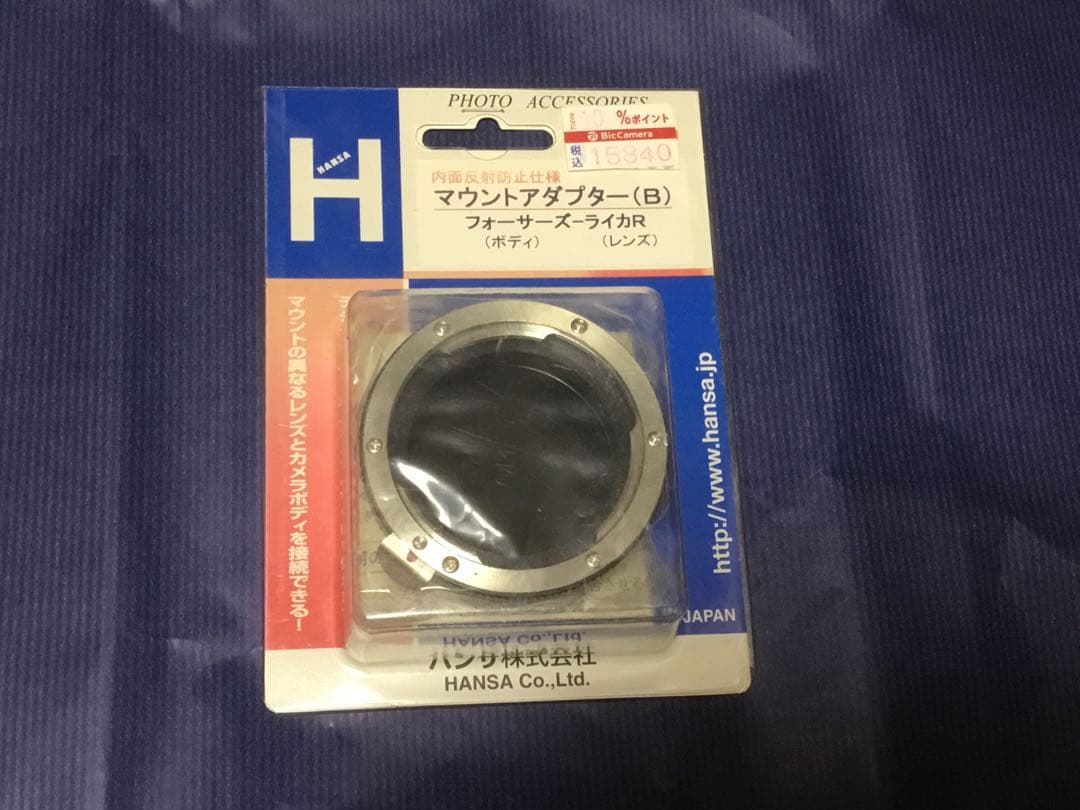 PHOTO ACCESSORIES
10 %ポイント
BicCamera
税込 15840
HANSA
H
内面反射防止仕様
マウントアダプター(B)
フォーサーズ−ライカR
(ボディ) (レンズ)
マウントの異なるレンズとカメラボディを接続できる!
http://www.hansa.jp
JAPAN
HANSA Co.,Ltd.
ハンザ株式会社
HANSA Co.,Ltd.